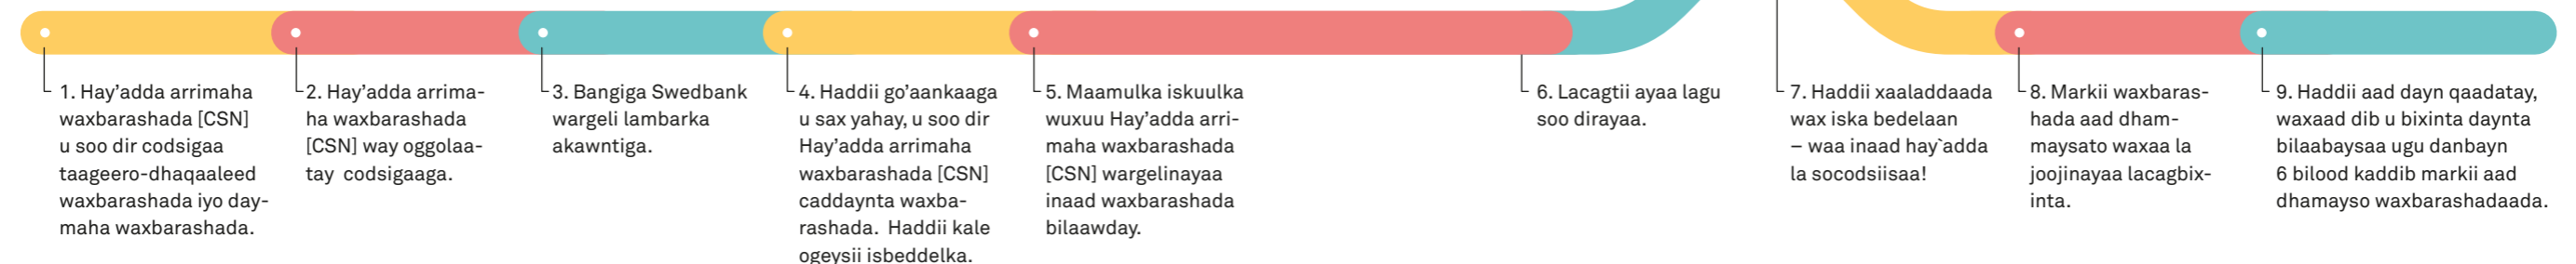 1. Hay’adda arrimaha
waxbarashada [CSN]
u soo dir codsigaa
taageero-dhaqaaleed
waxbarashada iyo day-
maha waxbarashada.
2. Hay’adda arrima-
ha waxbarashada
[CSN] way oggolaa-
tay codsigaaga.
3. Bangiga Swedbank
wargeli lambarka
akawntiga.
4. Haddii go’aankaaga
u sax yahay, u soo dir
Hay’adda arrimaha
waxbarashada [CSN]
caddaynta waxba-
rashada. Haddii kale
ogeysii isbeddelka.
5. Maamulka iskuulka
wuxuu Hay’adda arri-
maha waxbarashada
[CSN] wargelinayaa
inaad waxbarashada
bilaawday.
6. Lacagtii ayaa lagu
soo dirayaa.
7. Haddii xaaladdaada
wax iska bedelaan
– waa inaad hay`adda
la socodsiisaa!
8. Markii waxbaras-
hada aad dham-
maysato waxaa la
joojinayaa lacagbix-
inta.
9. Haddii aad dayn qaadatay,
waxaad dib u bixinta daynta
bilaabaysaa ugu danbayn
6 bilood kaddib markii aad
dhamayso waxbarashadaada.